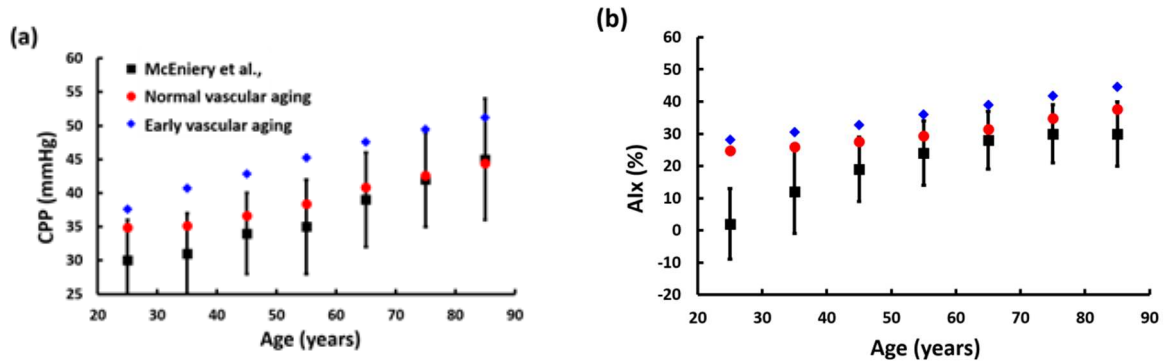 (a)
60
55
50
45
40
35
30
25
CPP (mmHg)
McEniery et al.,
Normal vascular aging
Early vascular aging
20 30 40 50 60 70 80 90
Age (years)
(b)
60
50
40
30
20
10
0
-10
-20
AIx (%)
20 30 40 50 60 70 80 90
Age (years)